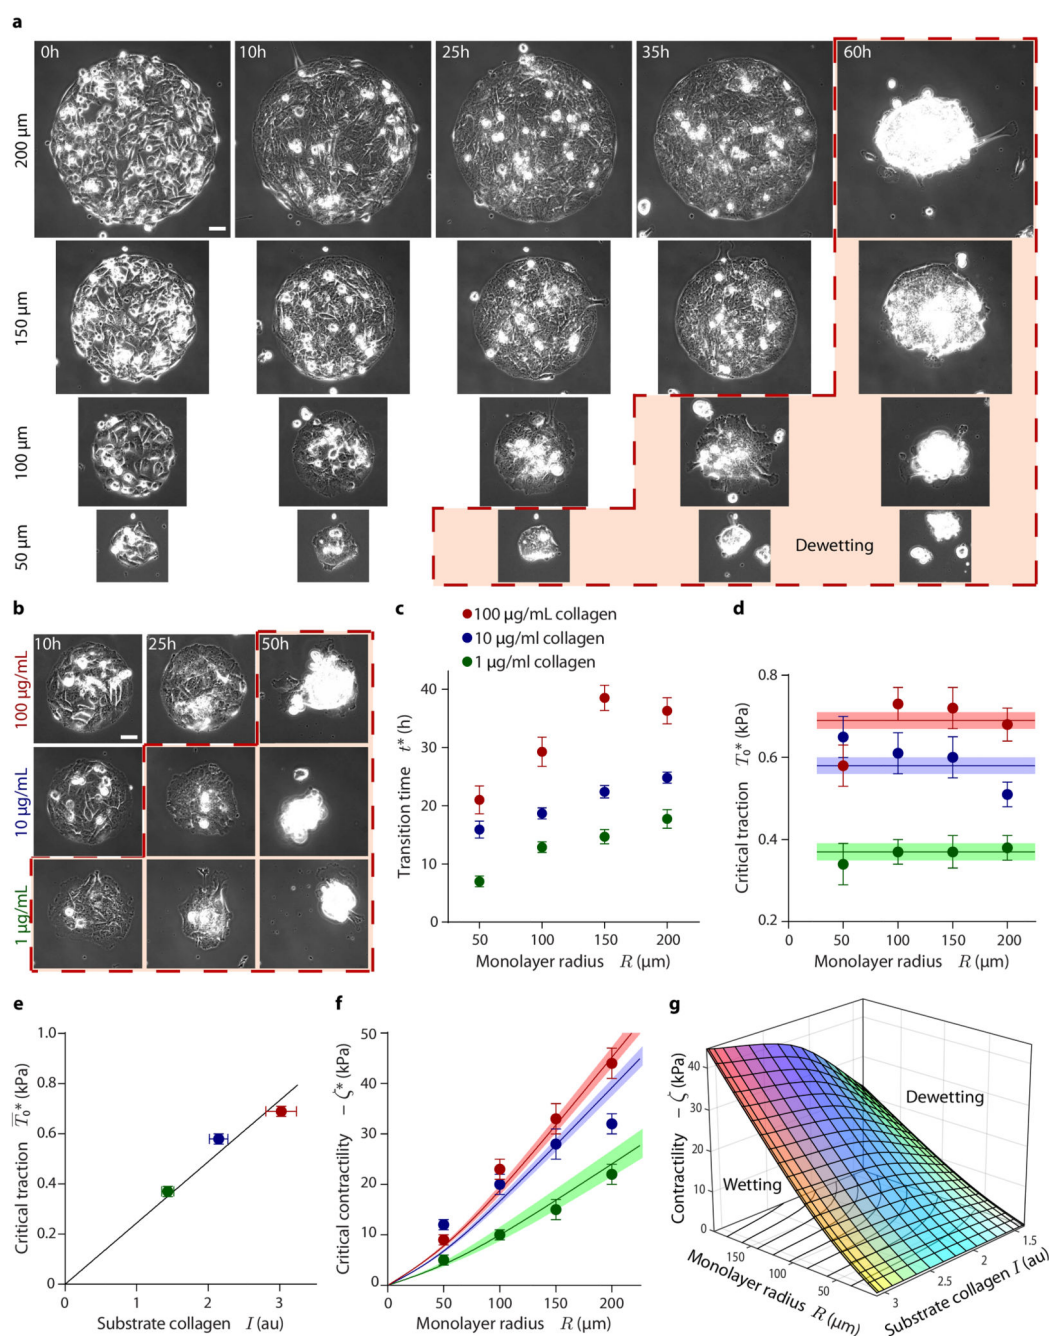 a
0h 10h 25h 35h 60h
200 µm
150 µm
100 µm
50 µm
Dewetting
b
10h 25h 50h
100 µg/mL
10 µg/mL
1 µg/mL
c
100 µg/mL collagen
10 µg/ml collagen
1 µg/ml collagen
Transition time t* (h)
40
30
20
10
0
50 100 150 200
Monolayer radius R (µm)
d
Critical traction T₀* (kPa)
0.8
0.6
0.4
0.2
0 50 100 150 200
Monolayer radius R (µm)
e
Critical traction T̅₀* (kPa)
1.0
0.8
0.6
0.4
0.2
0
0 1 2 3
Substrate collagen I (au)
f
Critical contractility − ζ* (kPa)
50
40
30
20
10
0
0 50 100 150 200
Monolayer radius R (µm)
g
Contractility − ζ (kPa)
40
30
20
10
0
Dewetting
Wetting
150
100
50
Monolayer radius R (µm)
3
2.5
2
1.5
Substrate collagen I (au)